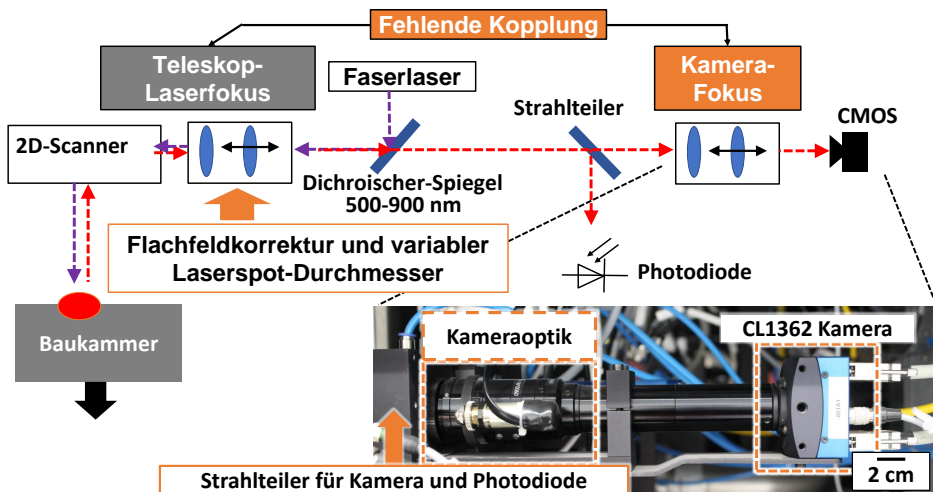 Fehlende Kopplung
Teleskop-
Laserfokus
Faserlaser
Kamera-
Fokus
Strahlteiler
CMOS
2D-Scanner
Dichroischer-Spiegel
500-900 nm
Flachfeldkorrektur und variabler
Laserspot-Durchmesser
Photodiode
Baukammer
Kameraoptik
CL1362 Kamera
2 cm
Strahlteiler für Kamera und Photodiode